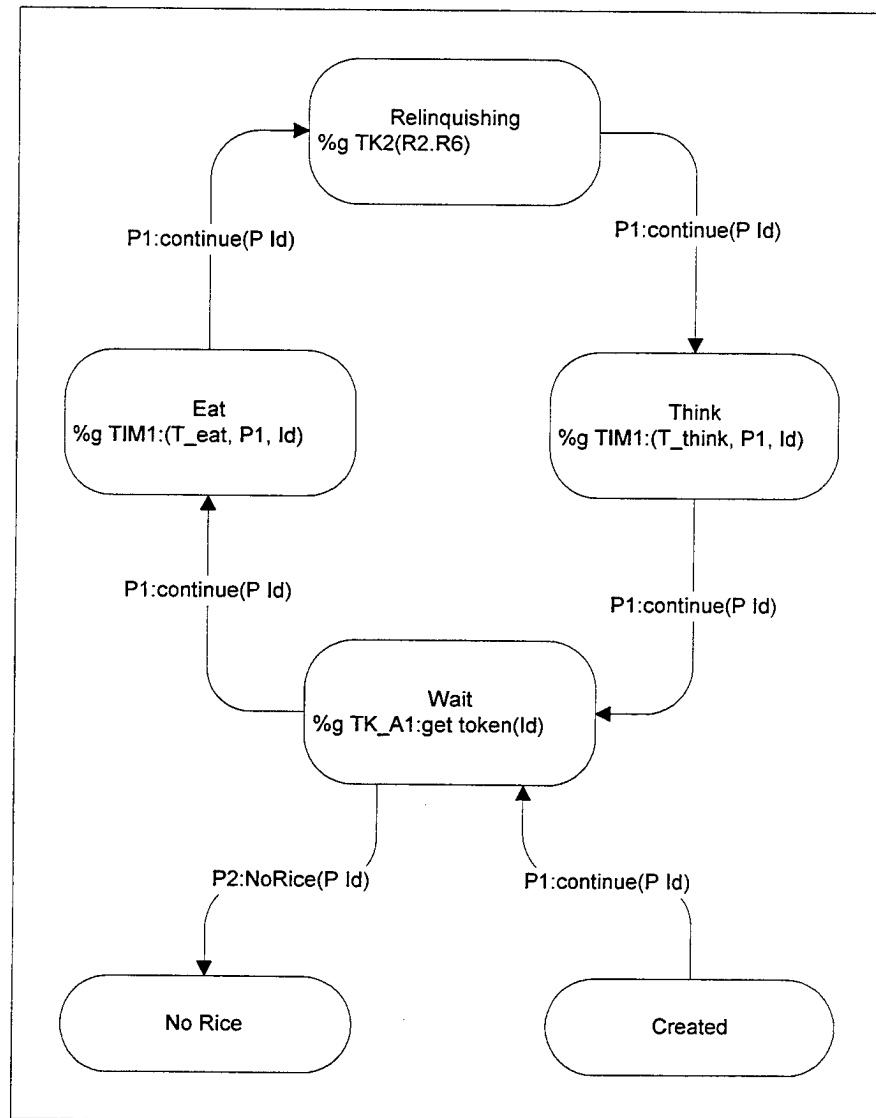 Relinquishing
%g TK2(R2.R6)
P1:continue(P Id)
P1:continue(P Id)
Eat
%g TIM1:(T_eat, P1, Id)
Think
%g TIM1:(T_think, P1, Id)
P1:continue(P Id)
P1:continue(P Id)
Wait
%g TK_A1:get token(Id)
P2:NoRice(P Id)
P1:continue(P Id)
No Rice
Created